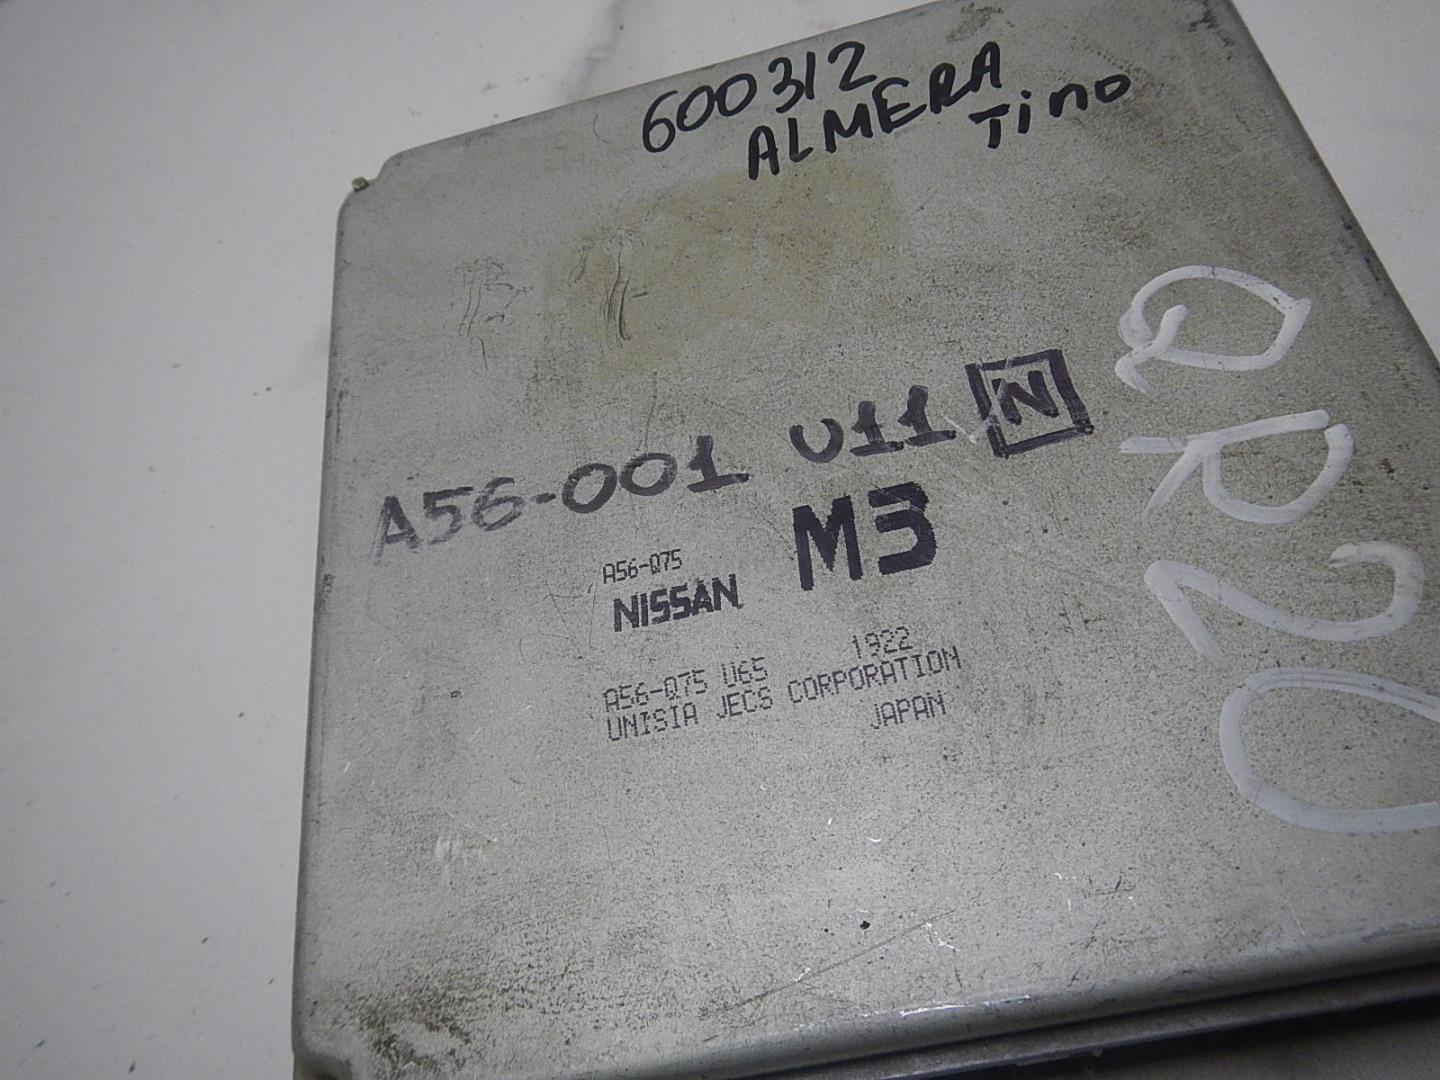 600312
ALMERA
Tino
A56-001 U11 N
M3
A56-Q75
NISSAN
A56-Q75 U65 1922
UNISIA JECS CORPORATION
JAPAN
QR20